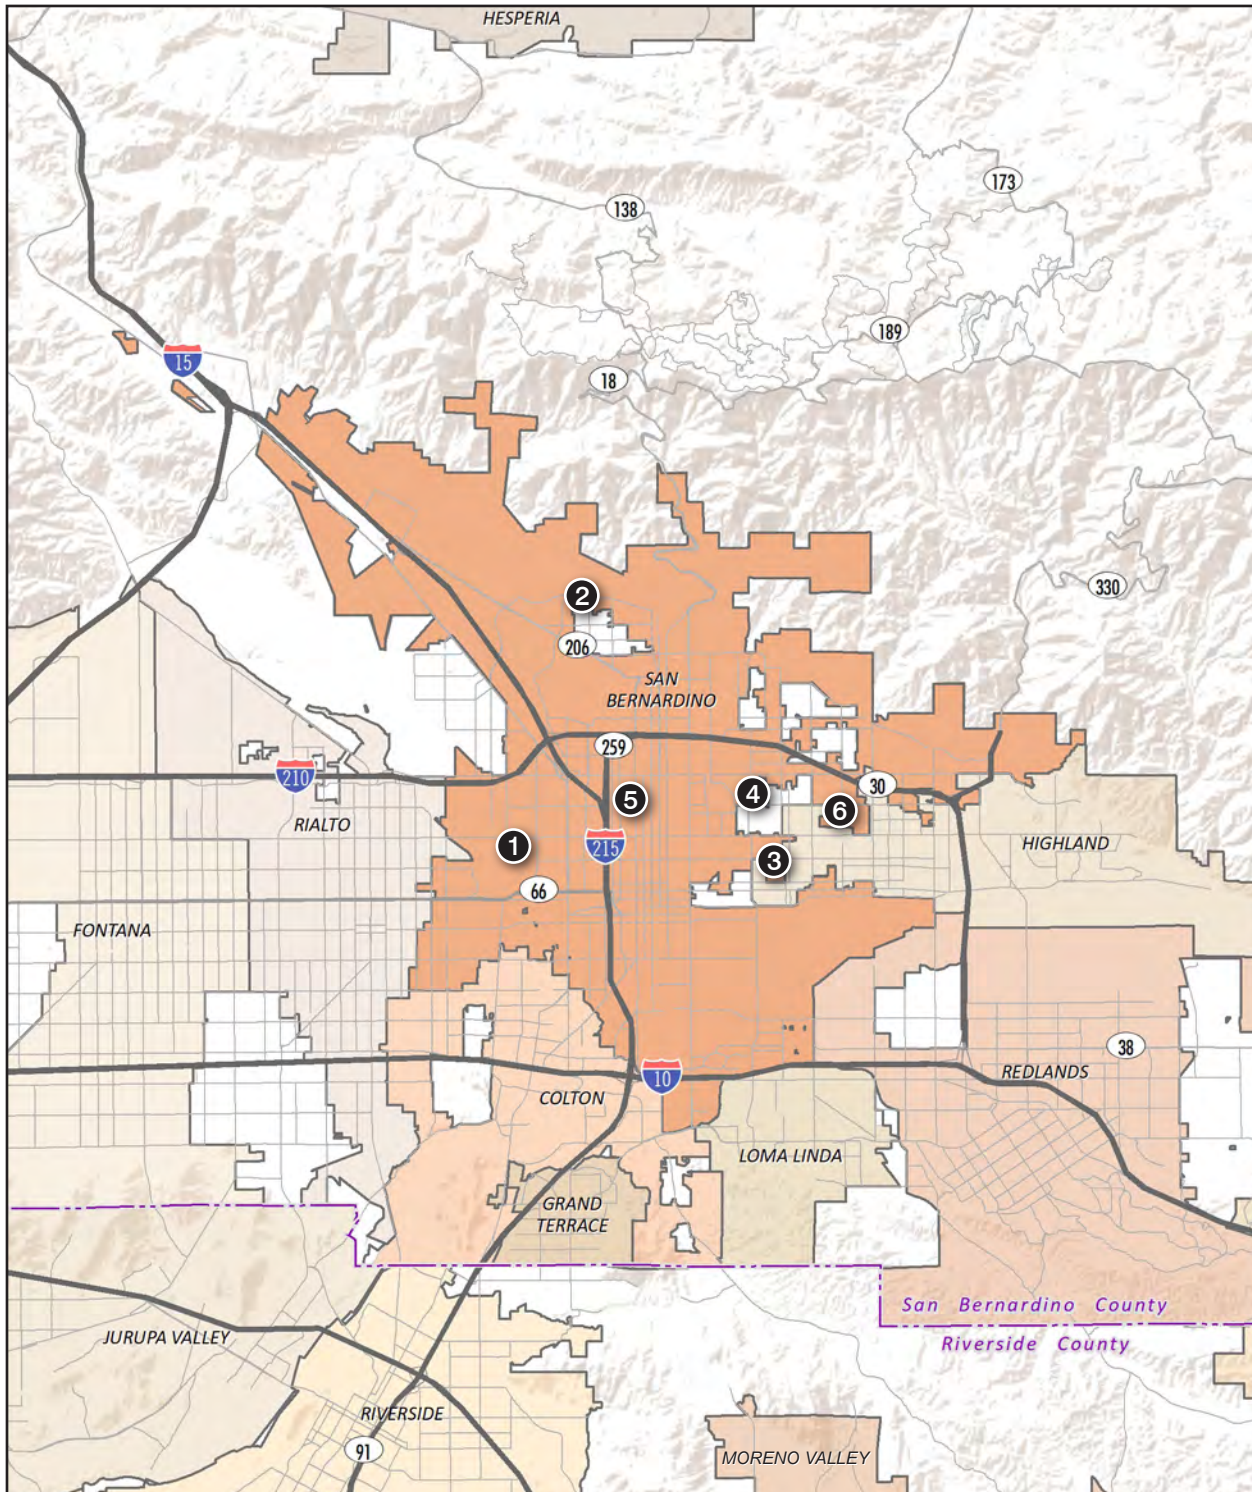 HESPERIA
173
138
189
15
18
330
2
206
SAN
BERNARDINO
259
210
30
4
5
6
RIALTO
1
215
HIGHLAND
3
66
FONTANA
38
REDLANDS
10
COLTON
LOMA LINDA
GRAND
TERRACE
San Bernardino County
Riverside County
JURUPA VALLEY
RIVERSIDE
91
MORENO VALLEY